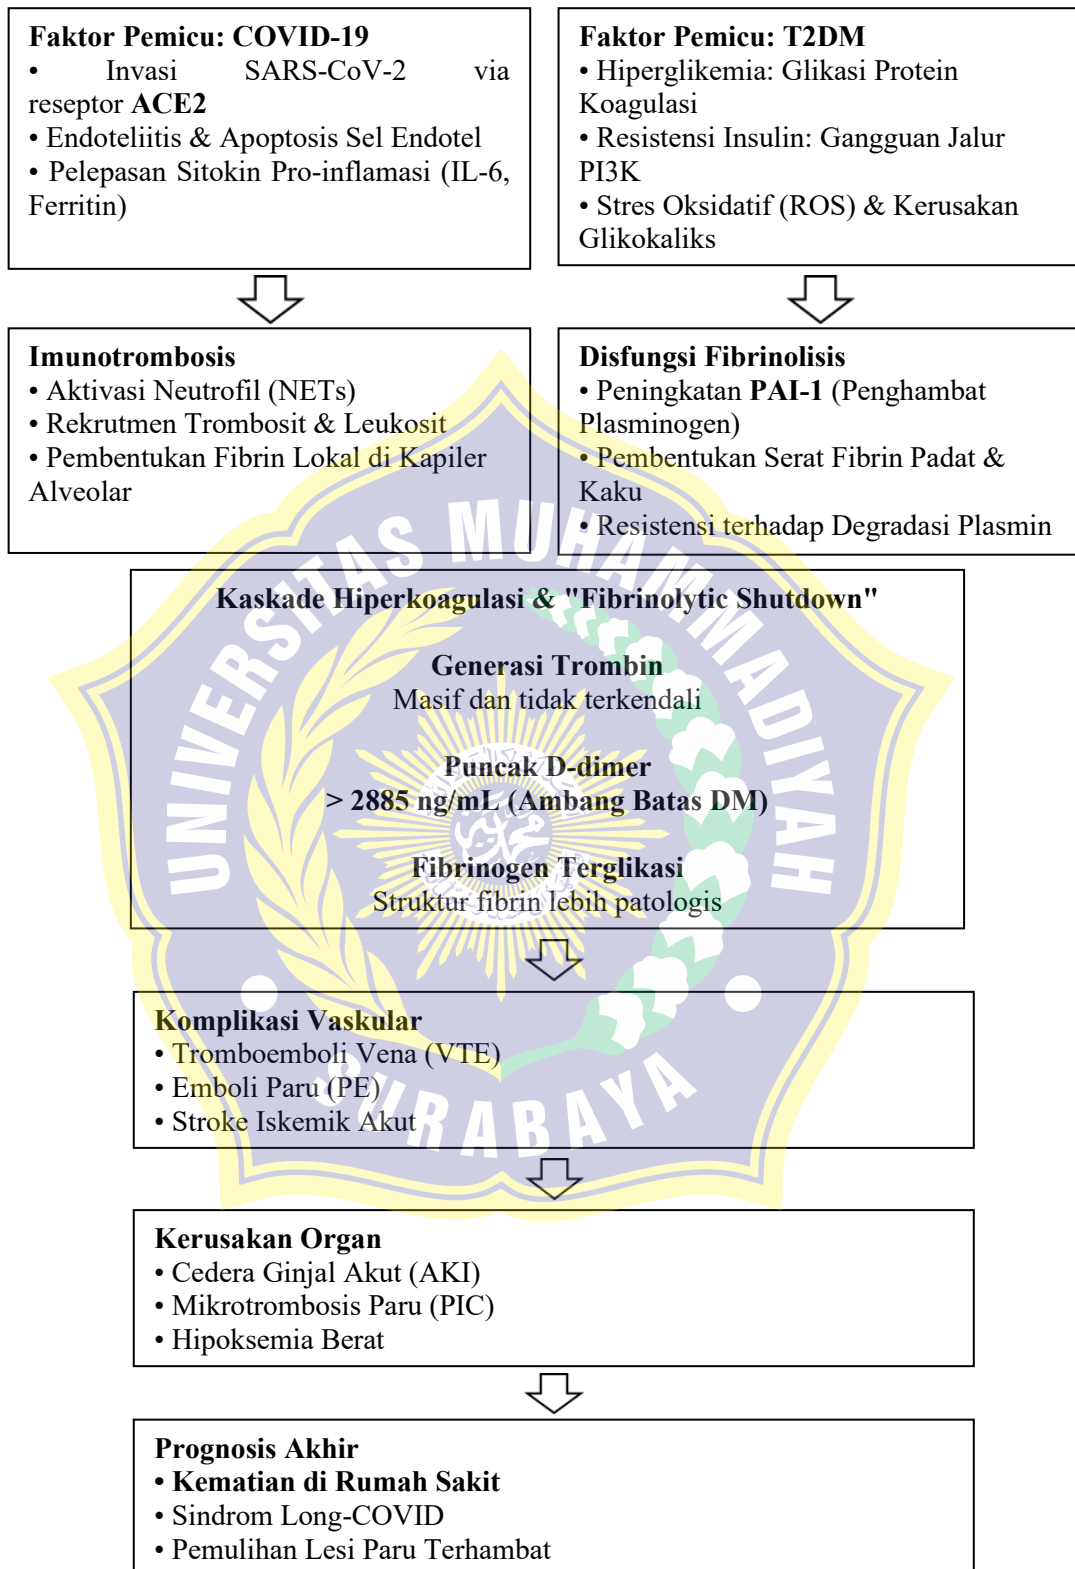 Faktor Pemicu: COVID-19
• Invasi SARS-CoV-2 via
reseptor ACE2
• Endoteliitis & Apoptosis Sel Endotel
• Pelepasan Sitokin Pro-inflamasi (IL-6,
Ferritin)
Faktor Pemicu: T2DM
• Hiperglikemia: Glikasi Protein
Koagulasi
• Resistensi Insulin: Gangguan Jalur
PI3K
• Stres Oksidatif (ROS) & Kerusakan
Glikokaliks
Imunotrombosis
• Aktivasi Neutrofil (NETs)
• Rekrutmen Trombosit & Leukosit
• Pembentukan Fibrin Lokal di Kapiler
Alveolar
Disfungsi Fibrinolisis
• Peningkatan PAI-1 (Penghambat
Plasminogen)
• Pembentukan Serat Fibrin Padat &
Kaku
• Resistensi terhadap Degradasi Plasmin
Kaskade Hiperkoagulasi & "Fibrinolytic Shutdown"
Generasi Trombin
Masif dan tidak terkendali
Puncak D-dimer
> 2885 ng/mL (Ambang Batas DM)
Fibrinogen Terglikasi
Struktur fibrin lebih patologis
Komplikasi Vaskular
• Tromboemboli Vena (VTE)
• Emboli Paru (PE)
• Stroke Iskemik Akut
Kerusakan Organ
• Cedera Ginjal Akut (AKI)
• Mikrotrombosis Paru (PIC)
• Hipoksemia Berat
Prognosis Akhir
• Kematian di Rumah Sakit
• Sindrom Long-COVID
• Pemulihan Lesi Paru Terhambat
UNIVERSITAS MUHAMMADIYAH
SURABAYA